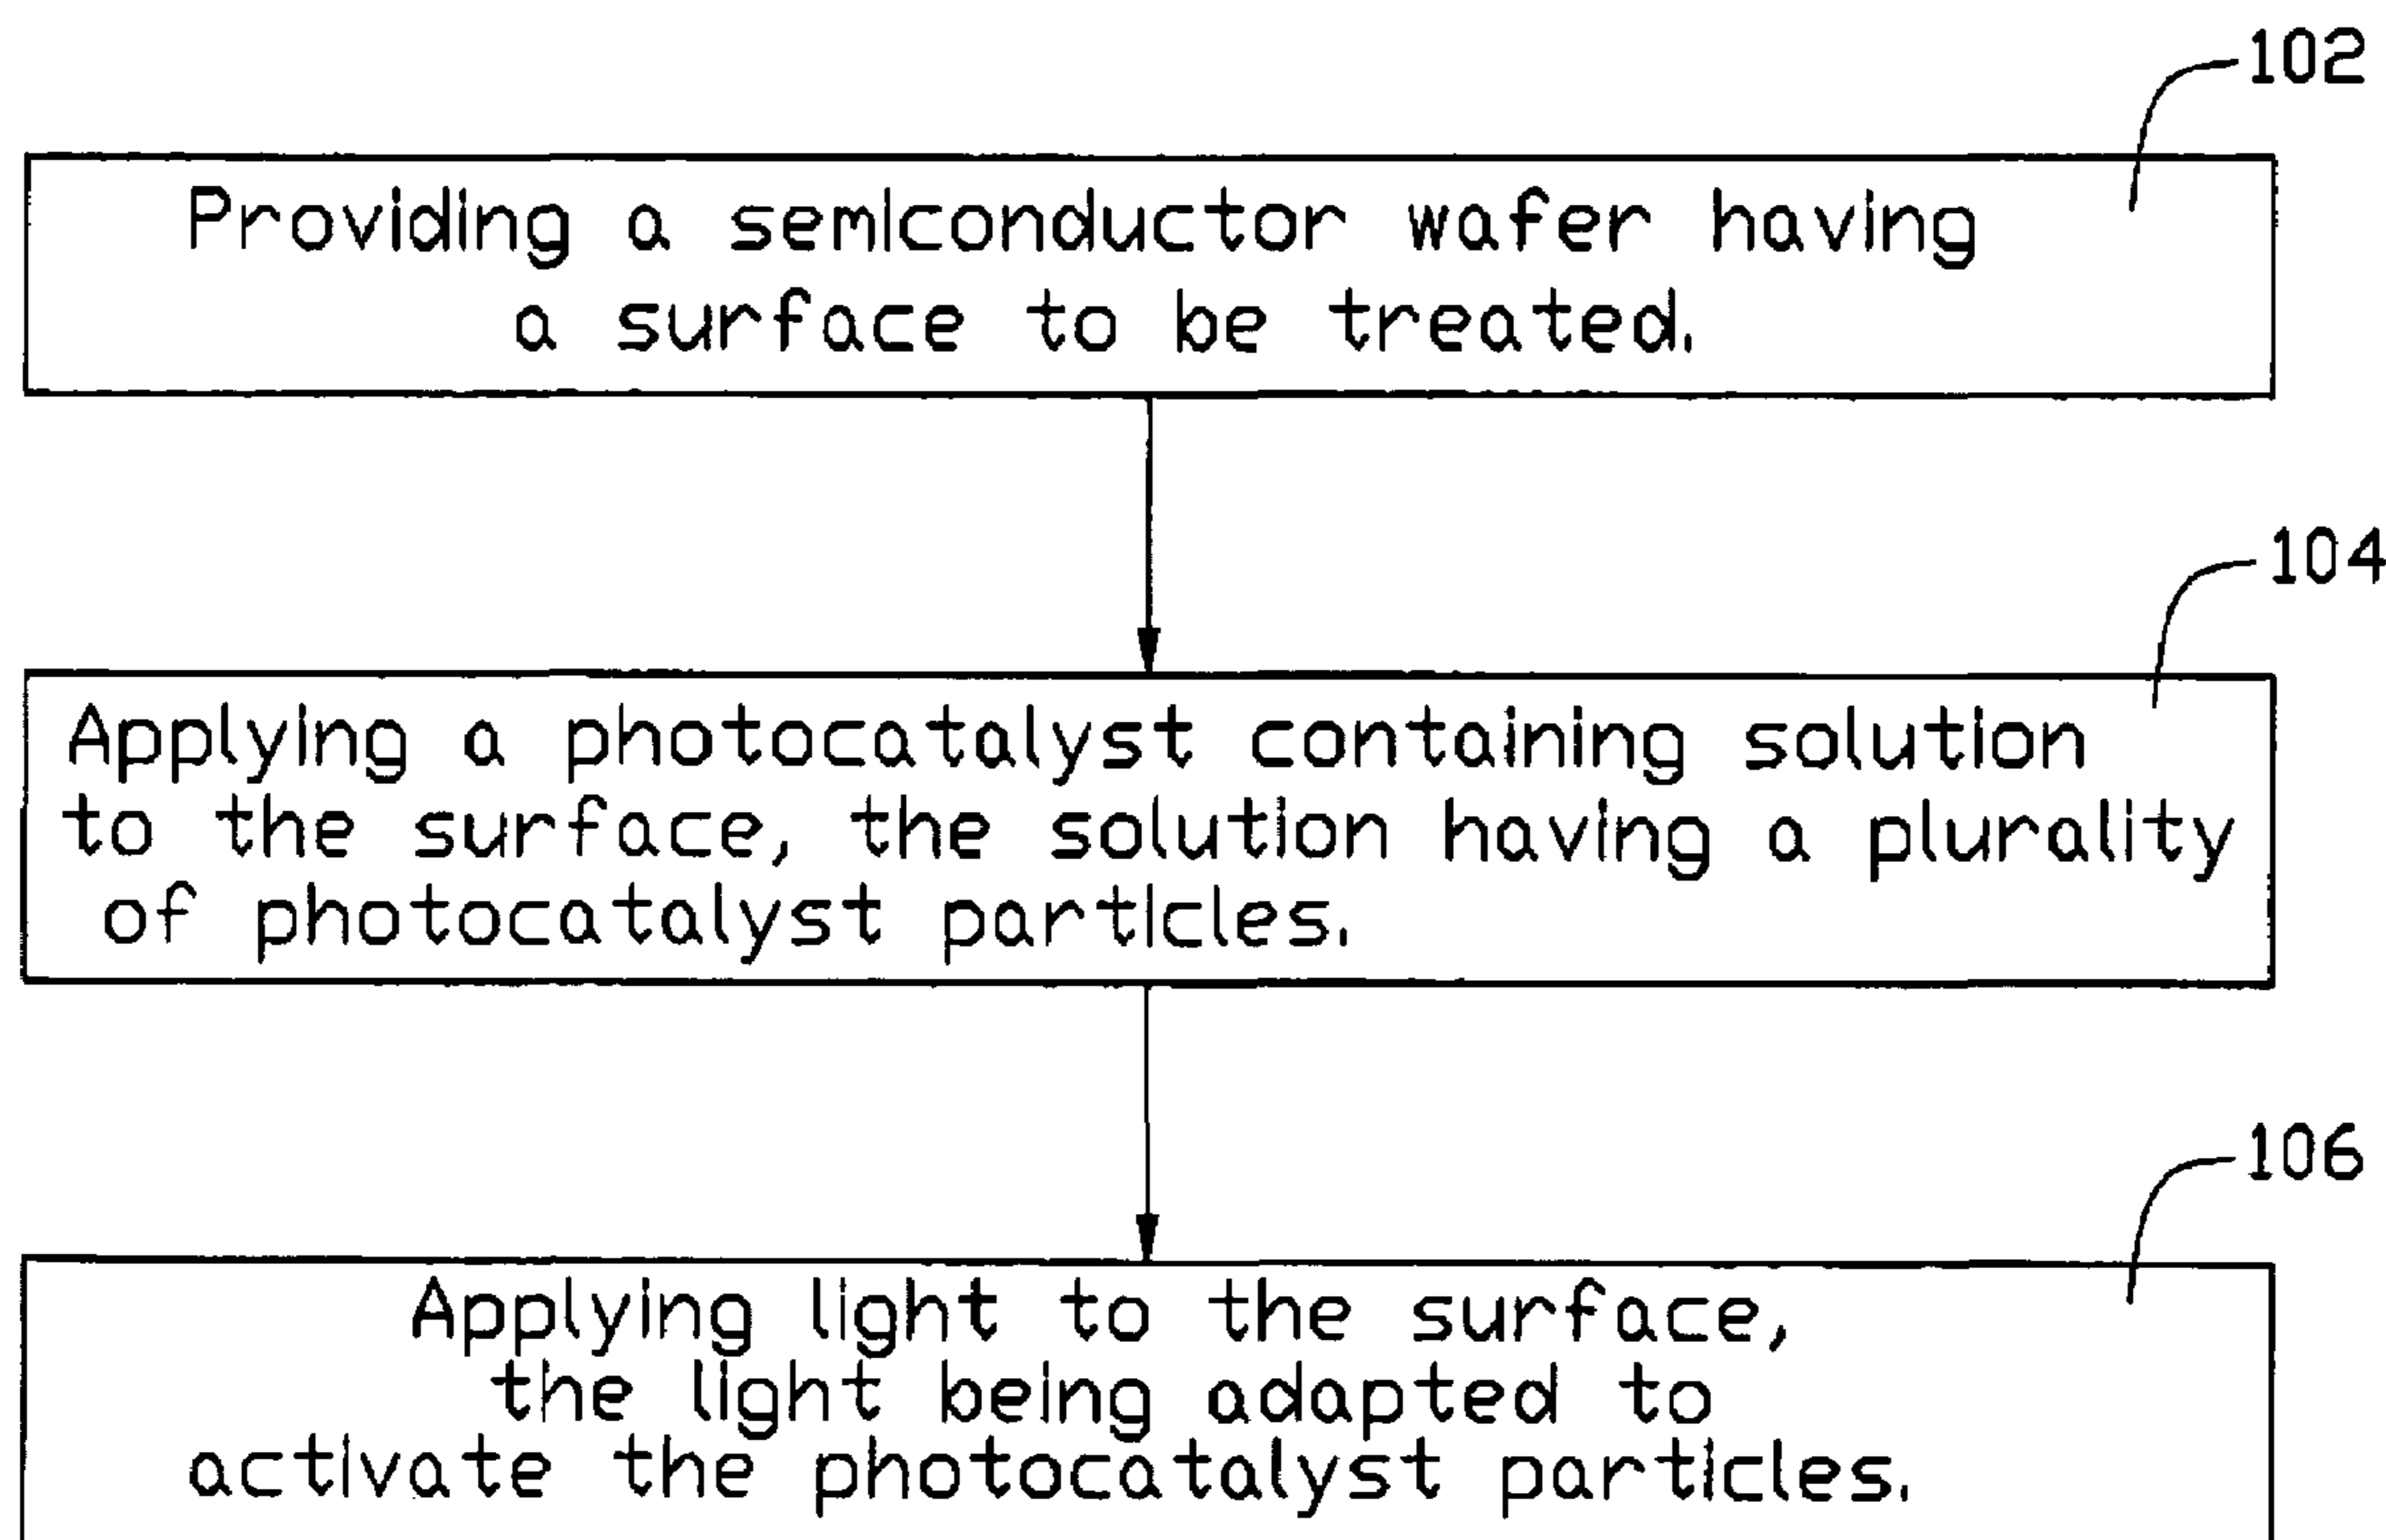 102
Providing a semiconductor wafer having
a surface to be treated.
104
Applying a photocatalyst containing solution
to the surface, the solution having a plurality
of photocatalyst particles.
106
Applying light to the surface,
the light being adapted to
activate the photocatalyst particles.